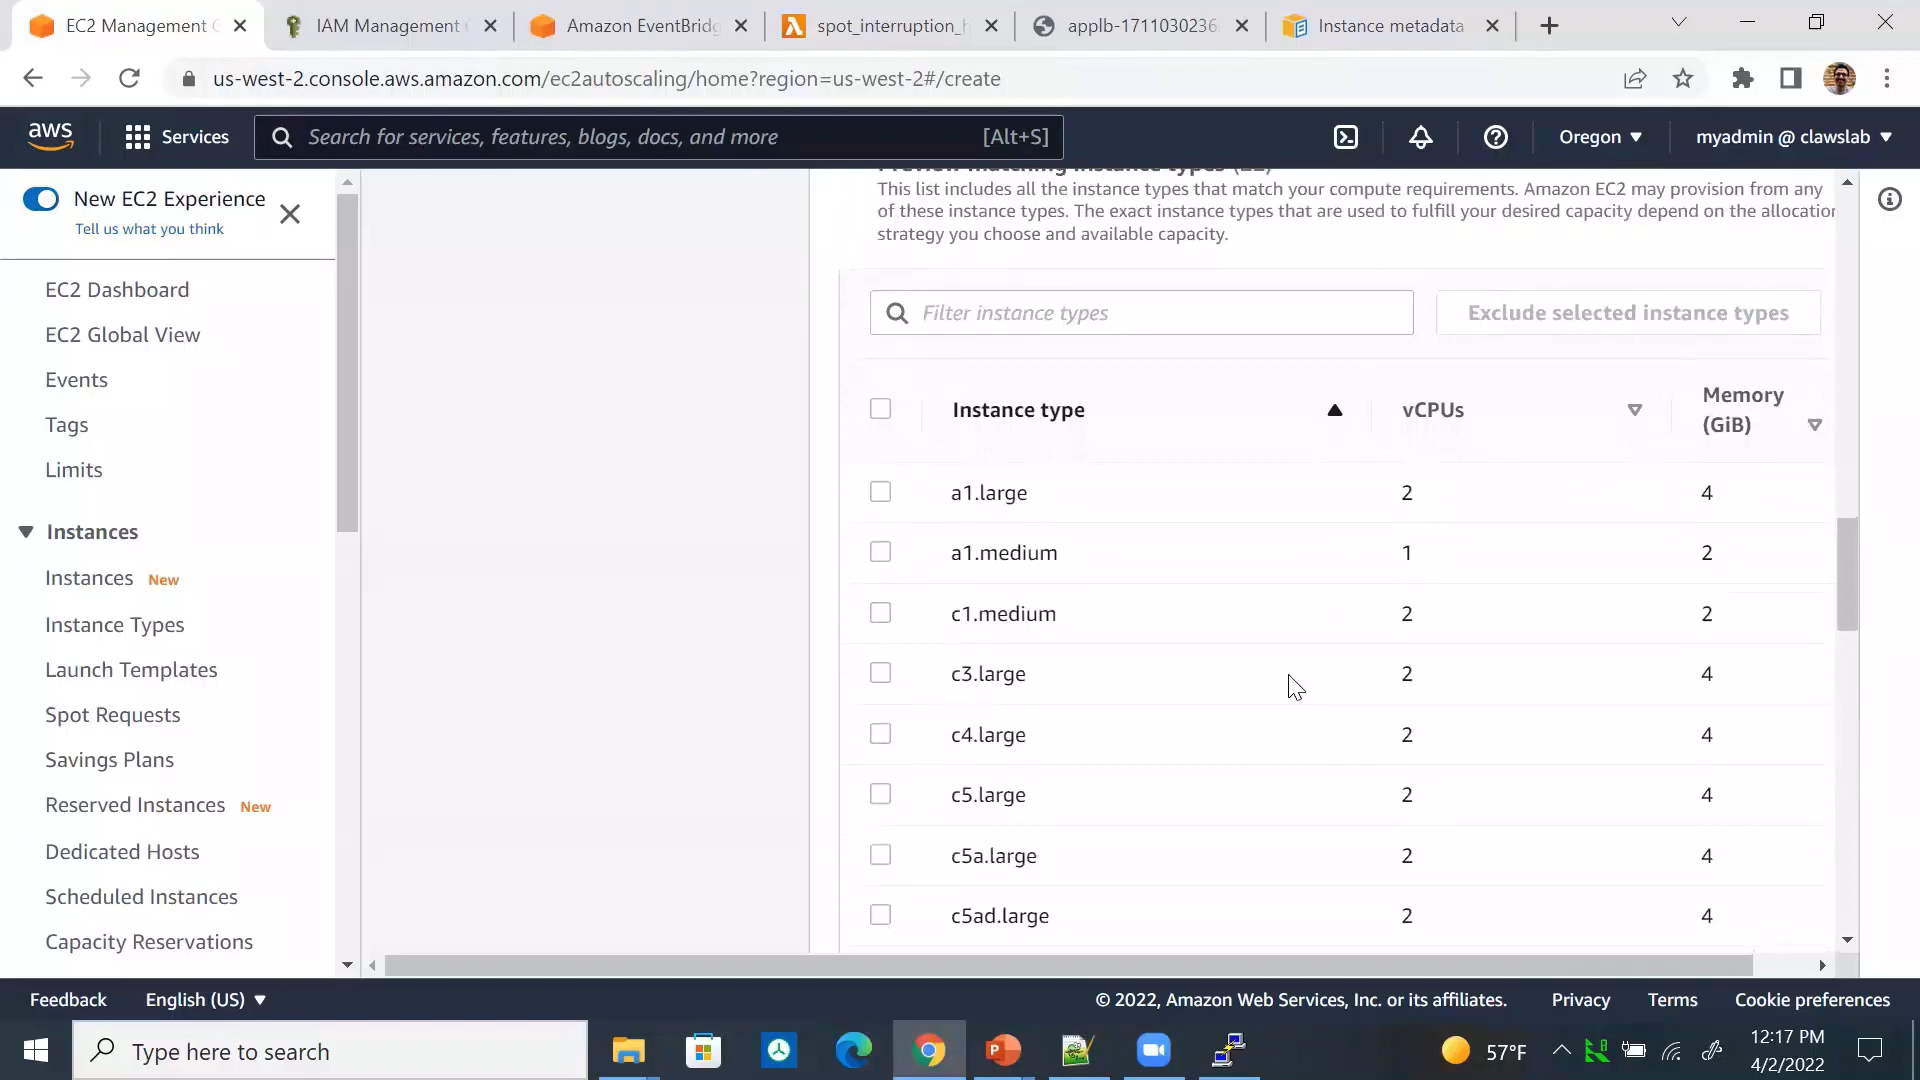 EC2 Management C
IAM Management
Amazon EventBridg
spot_interruption_h
applb-1711030236
Instance metadata
us-west-2.console.aws.amazon.com/ec2autoscaling/home?region=us-west-2#/create
aws
Services
Search for services, features, blogs, docs, and more
[Alt+S]
Oregon
myadmin @ clawslab
New EC2 Experience
Tell us what you think
EC2 Dashboard
EC2 Global View
Events
Tags
Limits
Instances
Instances New
Instance Types
Launch Templates
Spot Requests
Savings Plans
Reserved Instances New
Dedicated Hosts
Scheduled Instances
Capacity Reservations
Preview matching instance types (22)
This list includes all the instance types that match your compute requirements. Amazon EC2 may provision from any
of these instance types. The exact instance types that are used to fulfill your desired capacity depend on the allocation
strategy you choose and available capacity.
Filter instance types
Exclude selected instance types
Instance type vCPUs Memory
(GiB)
a1.large 2 4
a1.medium 1 2
c1.medium 2 2
c3.large 2 4
c4.large 2 4
c5.large 2 4
c5a.large 2 4
c5ad.large 2 4
Feedback
English (US)
© 2022, Amazon Web Services, Inc. or its affiliates.
Privacy
Terms
Cookie preferences
Type here to search
57°F
12:17 PM
4/2/2022